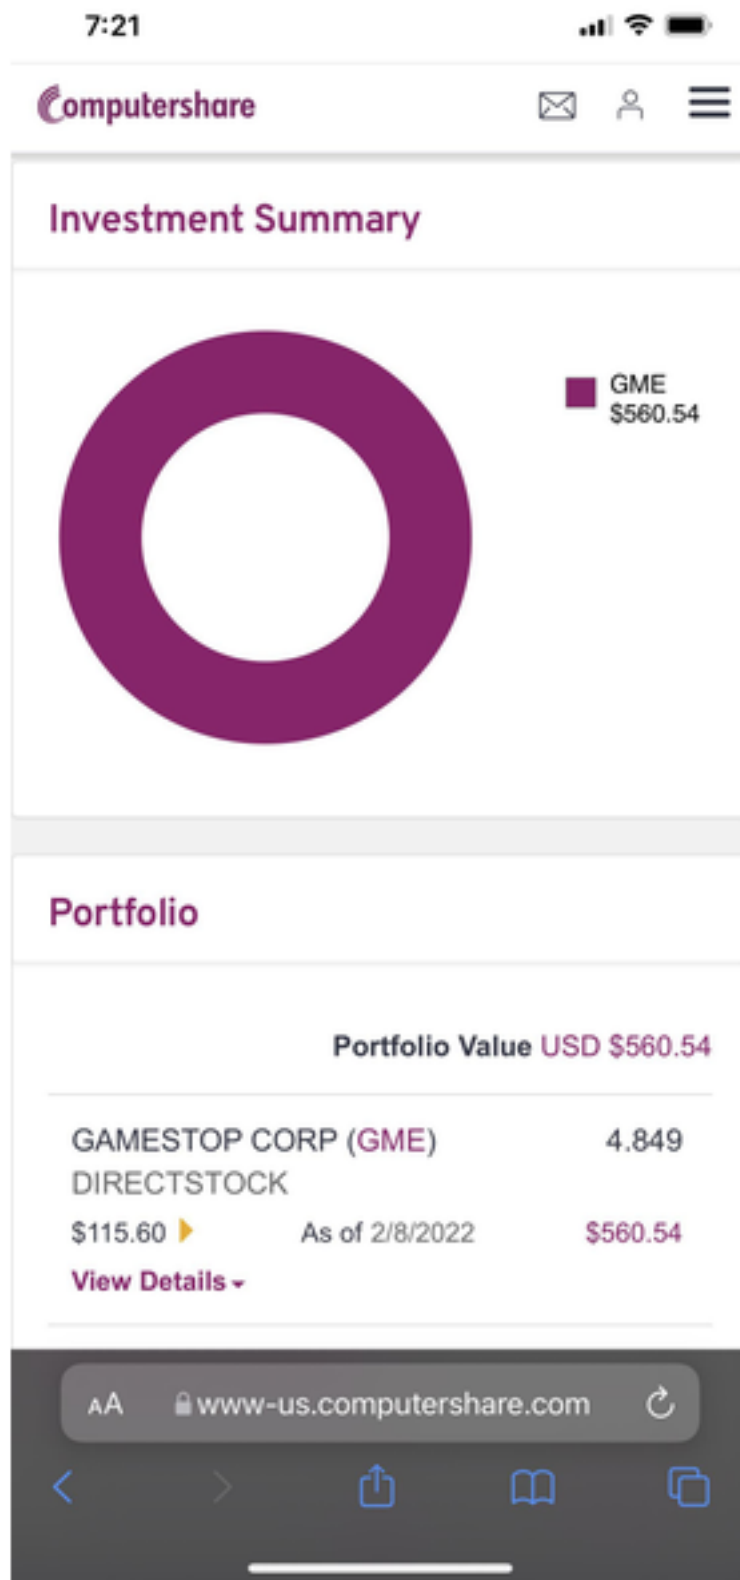 7:21
Computershare
Investment Summary
GME
$560.54
Portfolio
Portfolio Value USD $560.54
GAMESTOP CORP (GME) 4.849
DIRECTSTOCK
$115.60 As of 2/8/2022 $560.54
View Details
AA www-us.computershare.com